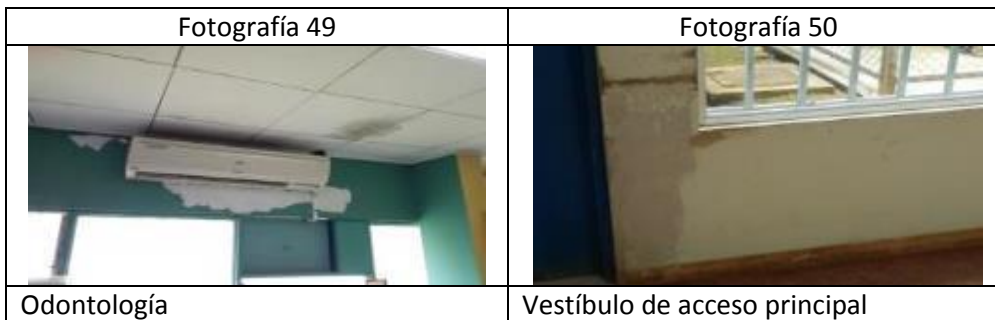 Fotografía 49
Fotografía 50
Odontología
Vestíbulo de acceso principal